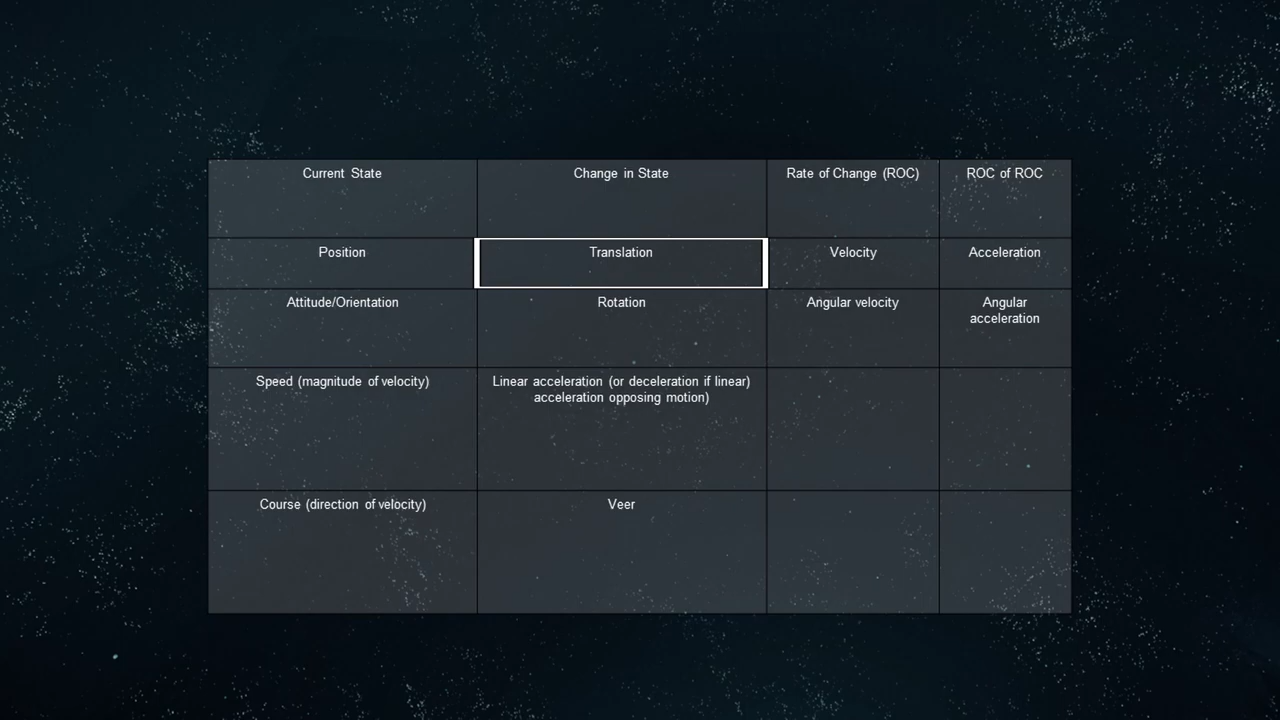 Current State
Change in State
Rate of Change (ROC)
ROC of ROC
Position
Translation
Velocity
Acceleration
Attitude/Orientation
Rotation
Angular velocity
Angular
acceleration
Speed (magnitude of velocity)
Linear acceleration (or deceleration if linear)
acceleration opposing motion)
Course (direction of velocity)
Veer